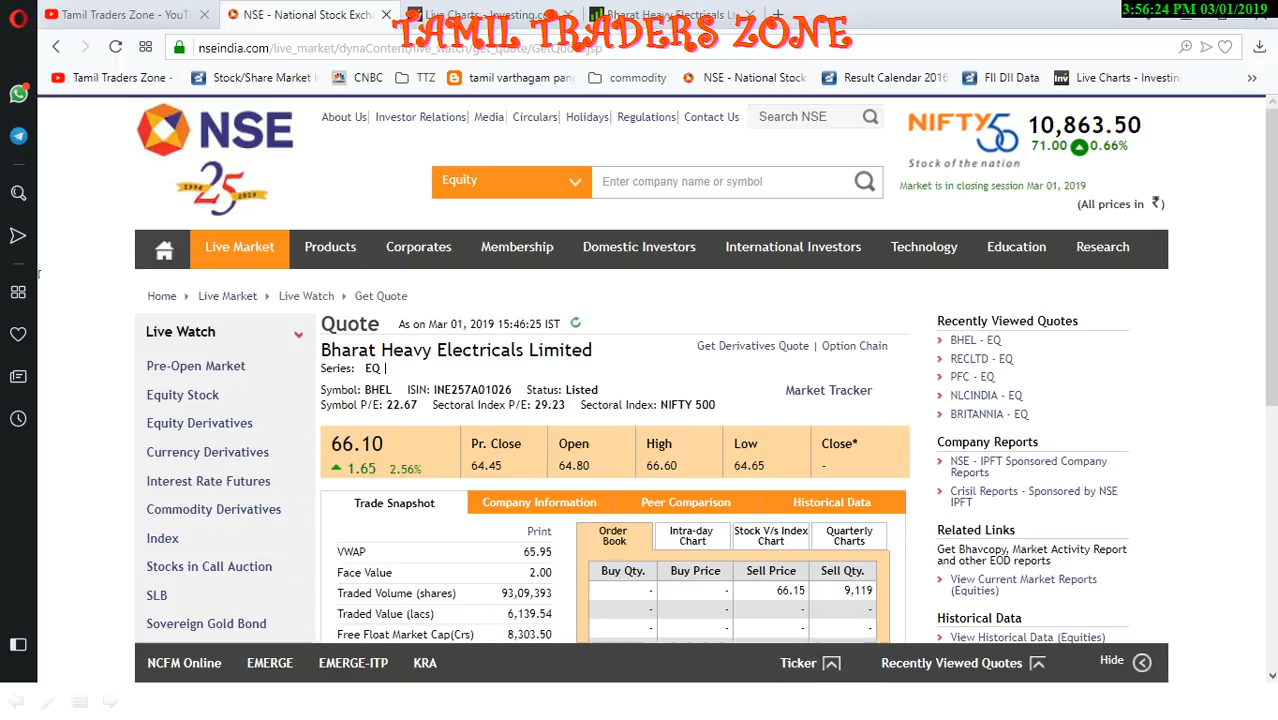 Tamil Traders Zone - YouT
NSE - National Stock Exch
Live Charts - Investing.co
Bharat Heavy Electricals L
3:56:24 PM 03/01/2019
TAMIL TRADERS ZONE
nseindia.com/live_market/dynaContent/live_watch/get_quote/GetQuote.jsp
Tamil Traders Zone -
Stock/Share Market
CNBC
TTZ
tamil varthagam pang
commodity
NSE - National Stock
Result Calendar 2016
FII DII Data
Live Charts - Investin
NSE
1994 25 2019
About Us| Investor Relations| Media| Circulars| Holidays| Regulations| Contact Us
Search NSE
NIFTY50
Stock of the nation
10,863.50
71.00 0.66%
Market is in closing session Mar 01, 2019
(All prices in ₹)
Equity
Enter company name or symbol
Live Market Products Corporates Membership Domestic Investors International Investors Technology Education Research
Home Live Market Live Watch Get Quote
Live Watch
Pre-Open Market
Equity Stock
Equity Derivatives
Currency Derivatives
Interest Rate Futures
Commodity Derivatives
Index
Stocks in Call Auction
SLB
Sovereign Gold Bond
Quote As on Mar 01, 2019 15:46:25 IST
Bharat Heavy Electricals Limited
Get Derivatives Quote | Option Chain
Series: EQ |
Symbol: BHEL ISIN: INE257A01026 Status: Listed
Market Tracker
Symbol P/E: 22.67 Sectoral Index P/E: 29.23 Sectoral Index: NIFTY 500
66.10 Pr. Close Open High Low Close*
1.65 2.56% 64.45 64.80 66.60 64.65 -
Trade Snapshot Company Information Peer Comparison Historical Data
Print
VWAP 65.95
Face Value 2.00
Traded Volume (shares) 93,09,393
Traded Value (lacs) 6,139.54
Free Float Market Cap(Crs) 8,303.50
Order Book
Intra-day Chart
Stock V/s Index Chart
Quarterly Charts
Buy Qty. Buy Price Sell Price Sell Qty.
- - 66.15 9,119
- - - -
- - - -
Recently Viewed Quotes
BHEL - EQ
RECLTD - EQ
PFC - EQ
NLCINDIA - EQ
BRITANNIA - EQ
Company Reports
NSE - IPFT Sponsored Company
Reports
Crisil Reports - Sponsored by NSE
IPFT
Related Links
Get Bhavcopy, Market Activity Report
and other EOD reports
View Current Market Reports
(Equities)
Historical Data
View Historical Data (Equities)
NCFM Online EMERGE EMERGE-ITP KRA Ticker Recently Viewed Quotes Hide